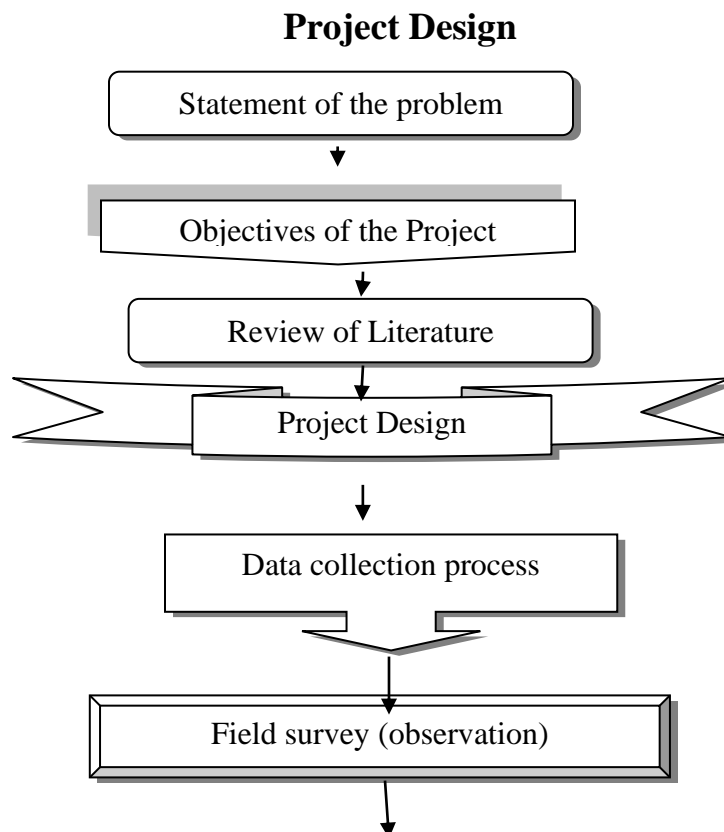 Project Design
Statement of the problem
Objectives of the Project
Review of Literature
Project Design
Data collection process
Field survey (observation)